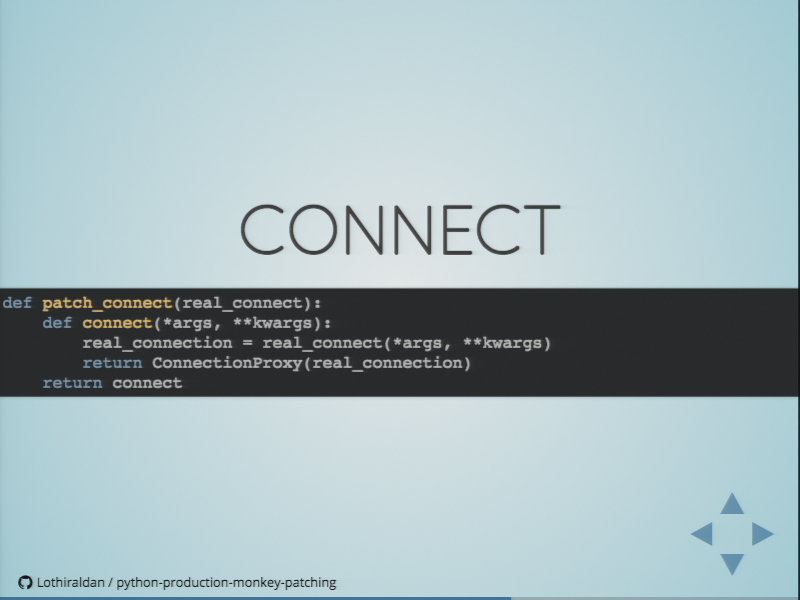 CONNECT
def patch_connect(real_connect):
    def connect(*args, **kwargs):
        real_connection = real_connect(*args, **kwargs)
        return ConnectionProxy(real_connection)
    return connect
Lothiraldan / python-production-monkey-patching